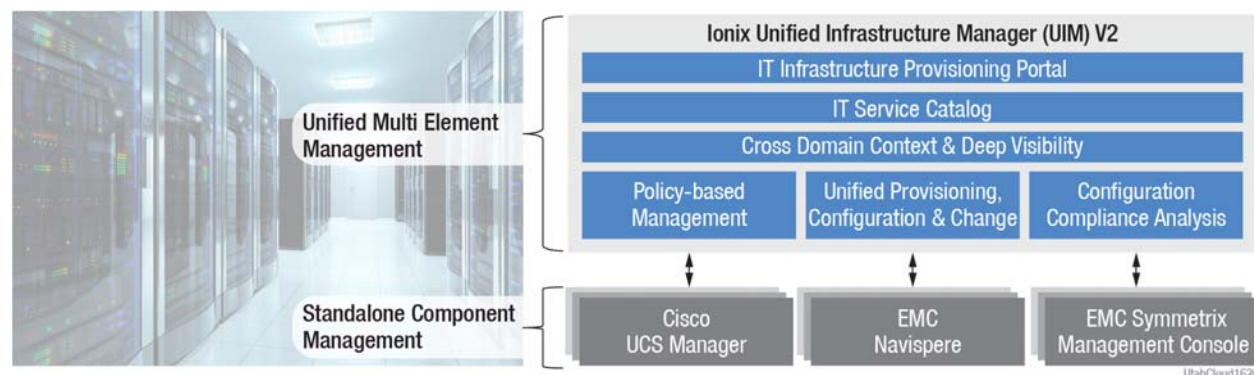 Ionix Unified Infrastructure Manager (UIM) V2
IT Infrastructure Provisioning Portal
IT Service Catalog
Cross Domain Context & Deep Visibility
Unified Multi Element
Management
Policy-based
Management
Unified Provisioning,
Configuration & Change
Configuration
Compliance Analysis
Standalone Component
Management
Cisco
UCS Manager
EMC
Navispere
EMC Symmetrix
Management Console